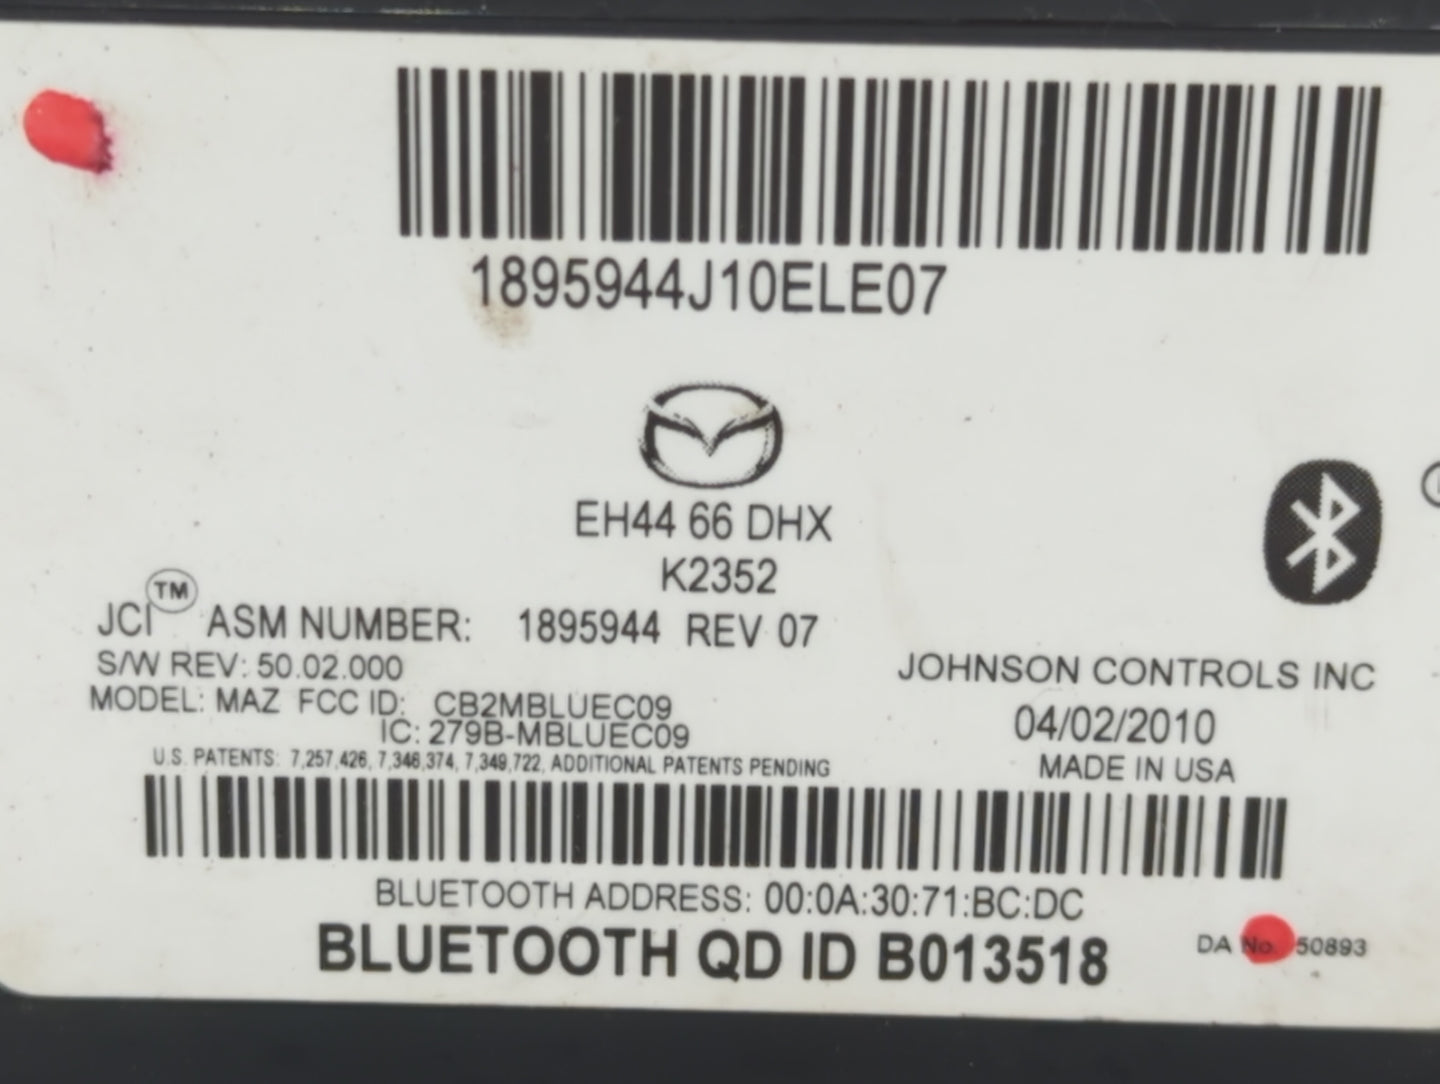 1895944J10ELE07
EH44 66 DHX
K2352
JCI TM ASM NUMBER: 1895944 REV 07
S/W REV: 50.02.000
MODEL: MAZ FCC ID: CB2MBLUEC09
IC: 279B-MBLUEC09
U.S. PATENTS: 7,257,426, 7,346,374, 7,349,722, ADDITIONAL PATENTS PENDING
JOHNSON CONTROLS INC
04/02/2010
MADE IN USA
BLUETOOTH ADDRESS: 00:0A:30:71:BC:DC
BLUETOOTH QD ID B013518
DA No. 50893